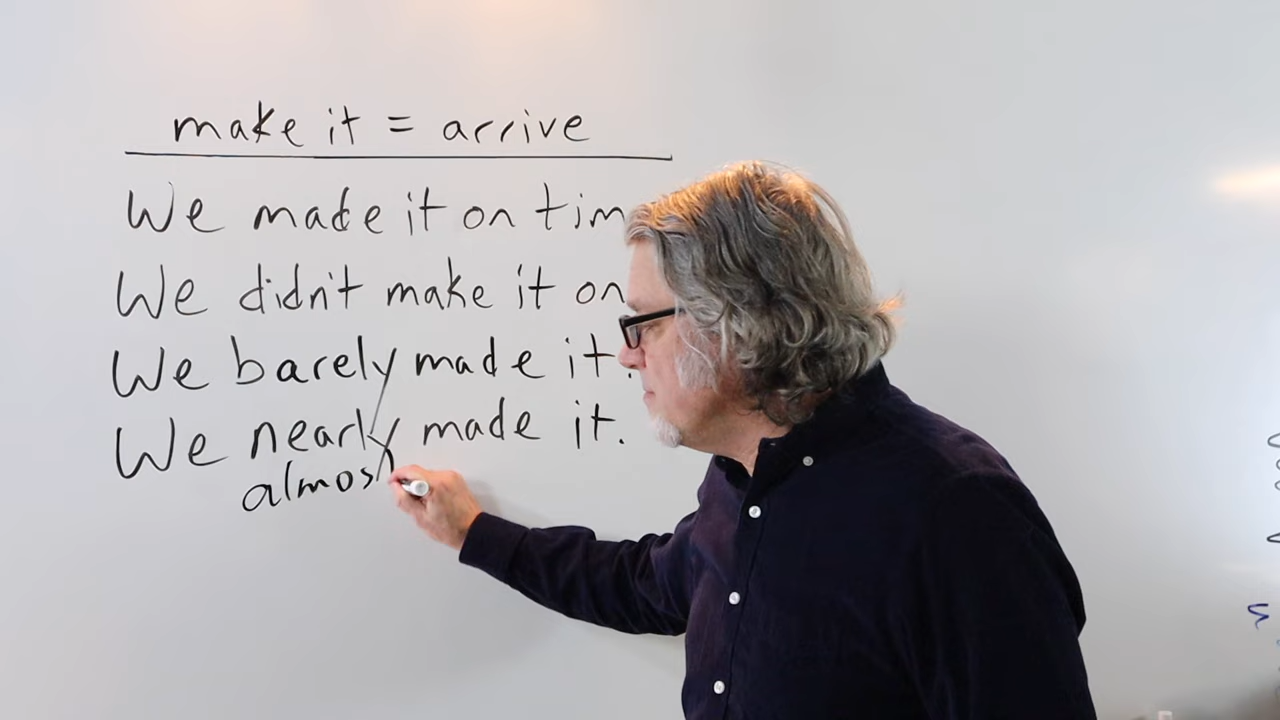 make it = arrive
We made it on tim
We didn't make it on
We barely made it.
We nearly made it.
almost